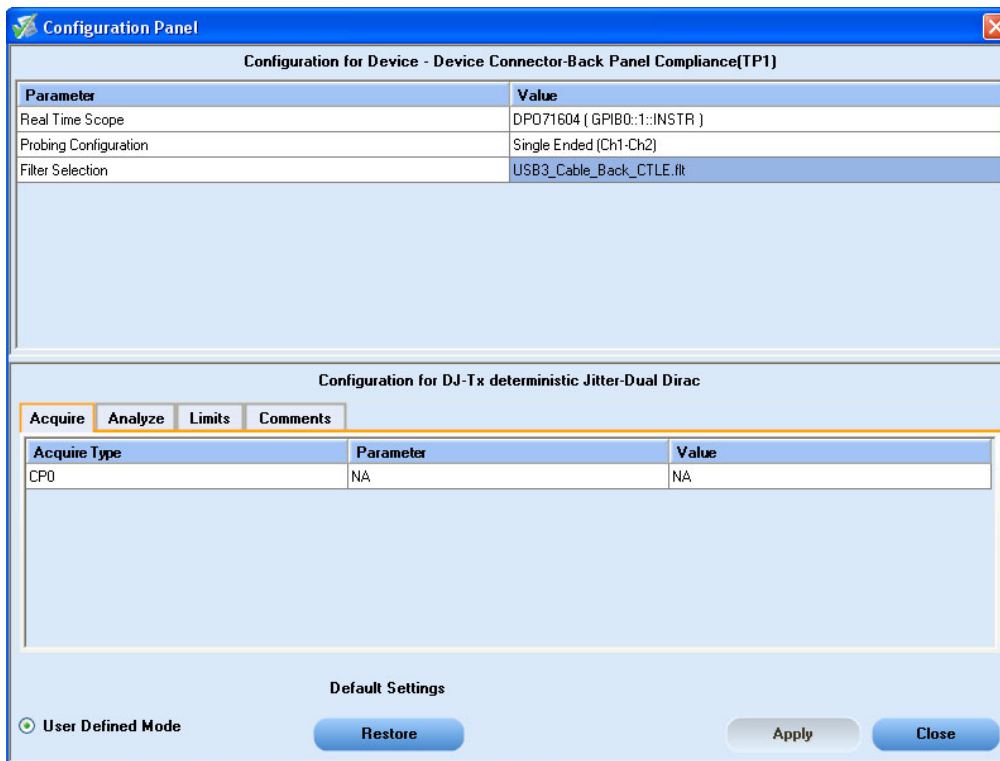 Configuration Panel
Configuration for Device - Device Connector-Back Panel Compliance(TP1)
Parameter Value
Real Time Scope DPO71604 ( GPIB0::1::INSTR )
Probing Configuration Single Ended (Ch1-Ch2)
Filter Selection USB3_Cable_Back_CTLE.flt
Configuration for DJ-Tx deterministic Jitter-Dual Dirac
Acquire Analyze Limits Comments
Acquire Type Parameter Value
CP0 NA NA
Default Settings
User Defined Mode Restore Apply Close